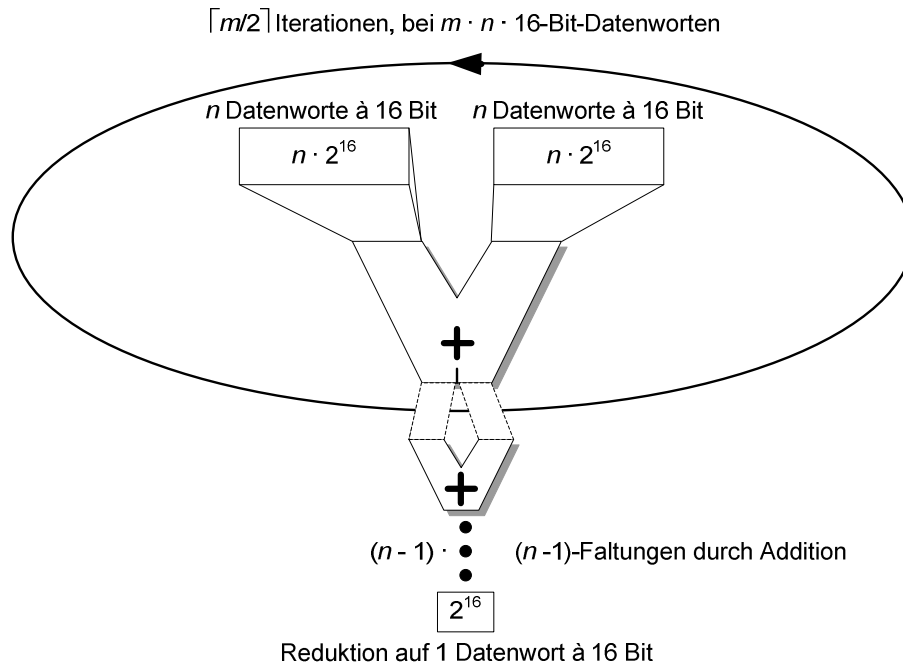 ⌈m/2⌉ Iterationen, bei m · n · 16-Bit-Datenworten
n Datenworte à 16 Bit
n Datenworte à 16 Bit
n · 2¹⁶
n · 2¹⁶
+
+
(n - 1) ·
(n -1)-Faltungen durch Addition
2¹⁶
Reduktion auf 1 Datenwort à 16 Bit